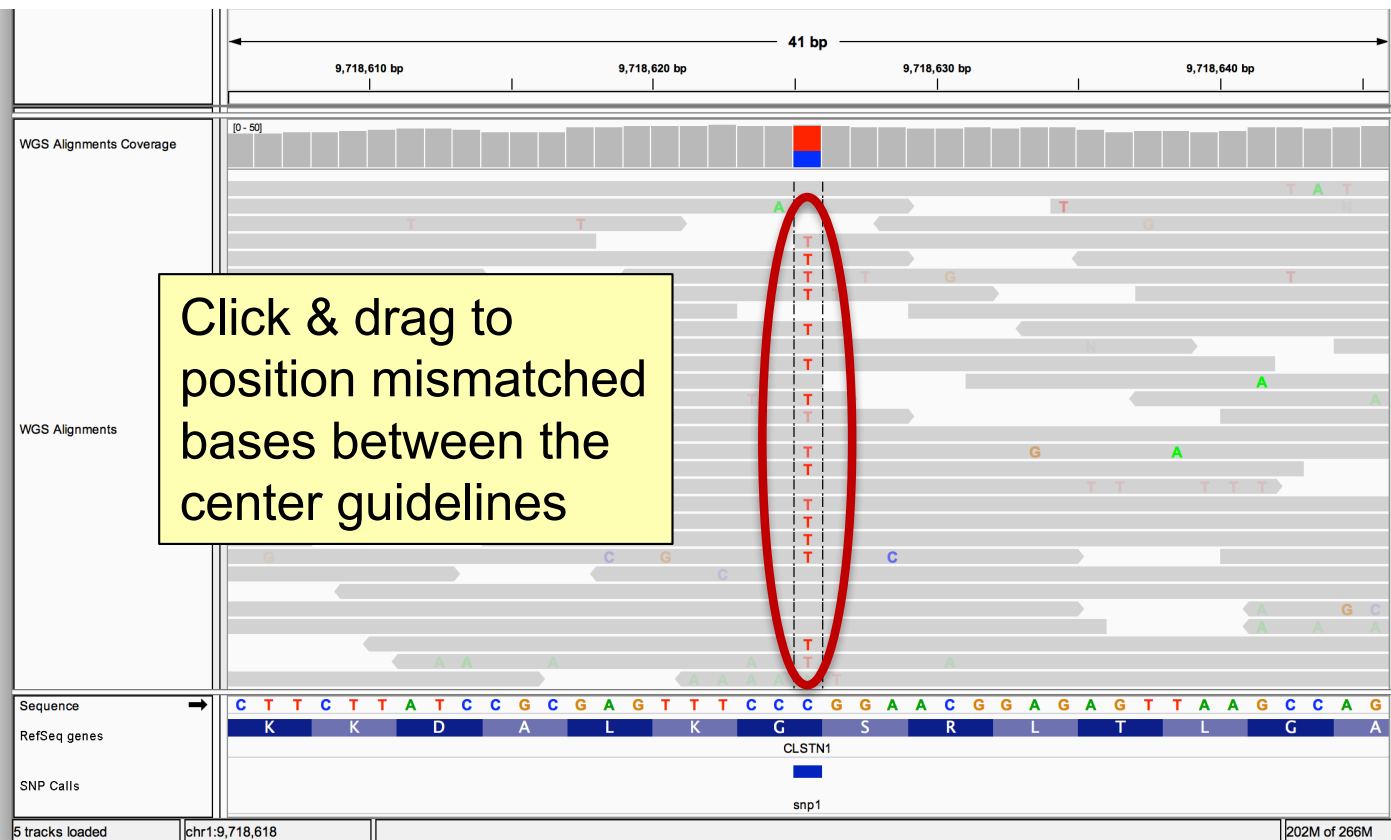 41 bp
9,718,610 bp 9,718,620 bp 9,718,630 bp 9,718,640 bp
[0 - 50]
WGS Alignments Coverage
T A T
A T N
T T G
T
T
T T G T
T
T
N
T
A
T T A
T
Click & drag to
position mismatched
bases between the
center guidelines
WGS Alignments
T G A
T
T T T T T
T
T
T
G C G T C
C
A G C
A A A
T
A A A A T A
A A A A T
Sequence C T T C T T A T C C G C G A G T T T C C C G G A A C G G A G A G T T A A G C C A G
RefSeq genes K K D A L K G S R L T L G A
CLSTN1
SNP Calls
snp1
5 tracks loaded chr1:9,718,618 202M of 266M